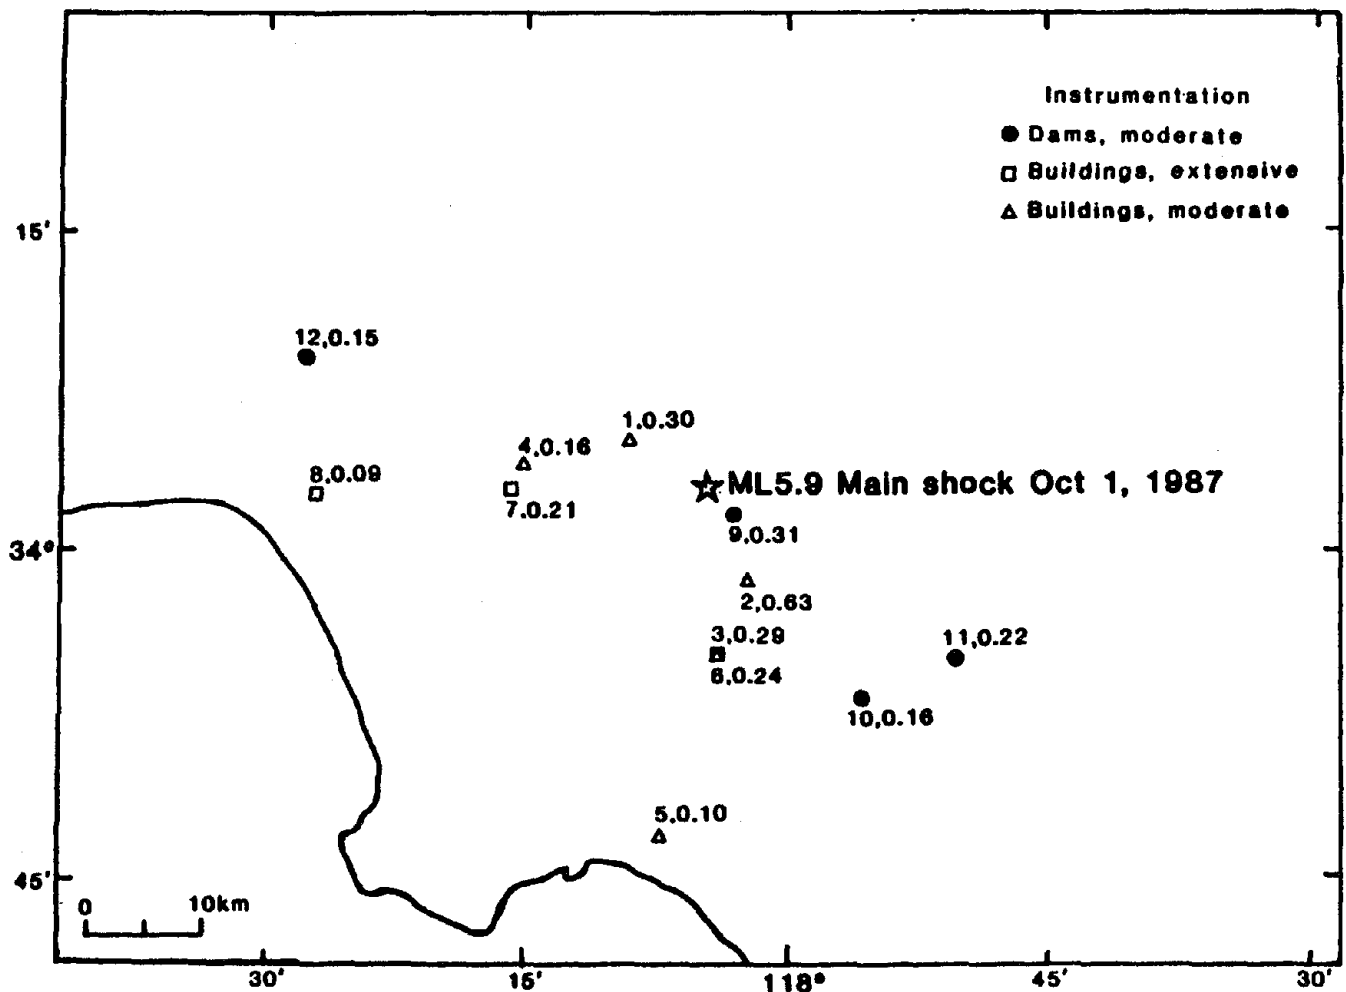 Instrumentation
Dams, moderate
Buildings, extensive
Buildings, moderate
15'
12,0.15
1.0.30
4,0.16
8,0.09
7.0.21
ML5.9 Main shock Oct 1, 1987
9,0.31
34°
2,0.63
3,0.29
6,0.24
11,0.22
10,0.16
5,0.10
45'
0 10km
30' 15' 118° 45' 30'